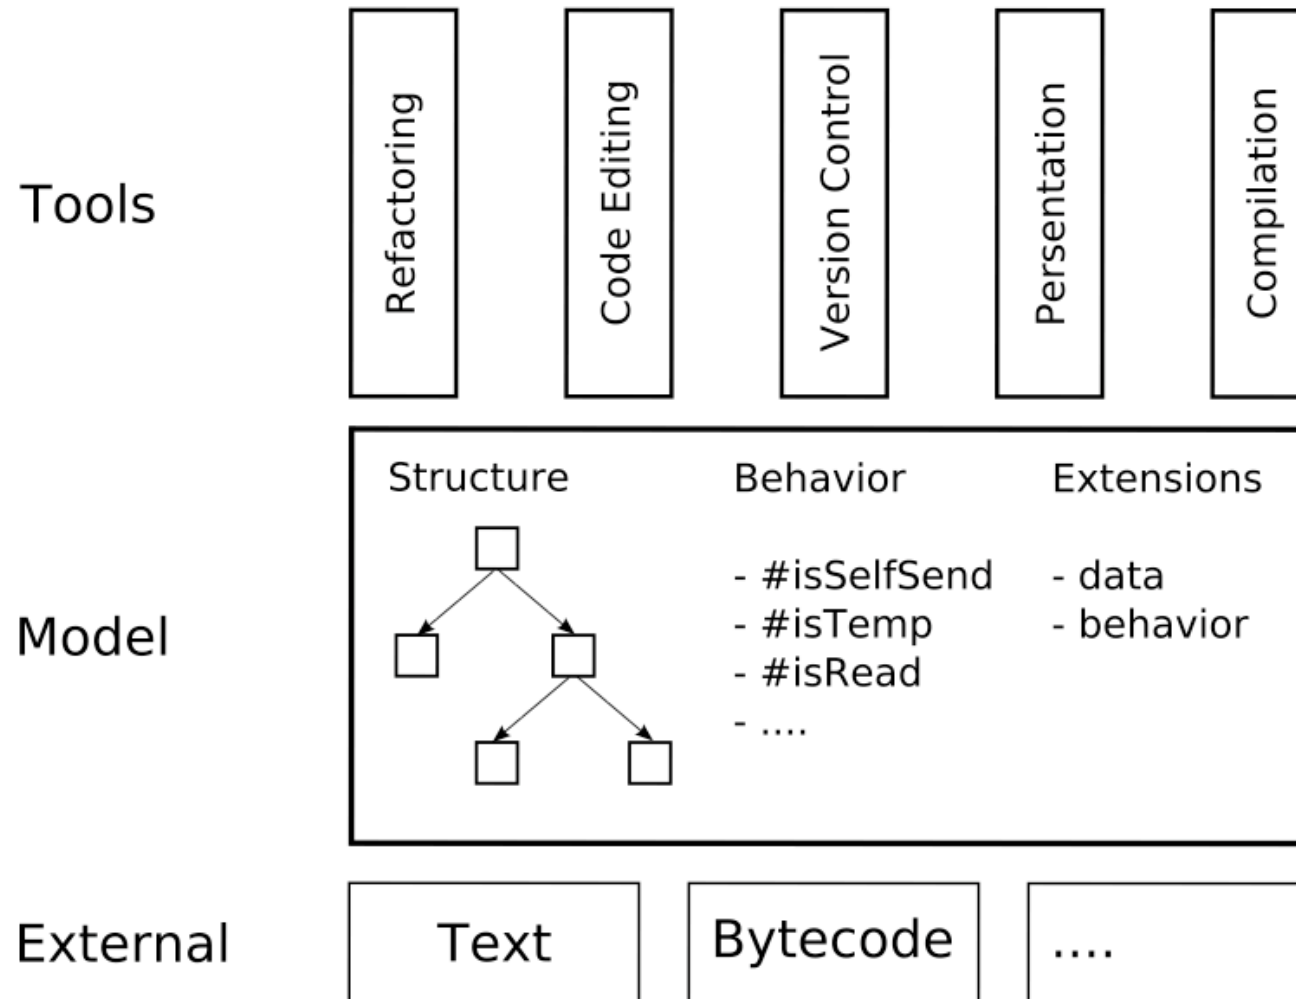 Tools
Refactoring
Code Editing
Version Control
Persentation
Compilation
Model
Structure
Behavior
- #isSelfSend
- #isTemp
- #isRead
- ....
Extensions
- data
- behavior
External
Text
Bytecode
....